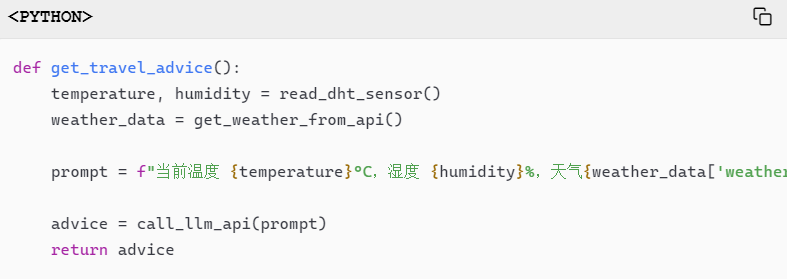 <PYTHON>
def get_travel_advice():
temperature, humidity = read_dht_sensor()
weather_data = get_weather_from_api()
prompt = f"当前温度 {temperature}°C，湿度 {humidity}%，天气{weather_data['weather
advice = call_llm_api(prompt)
return advice